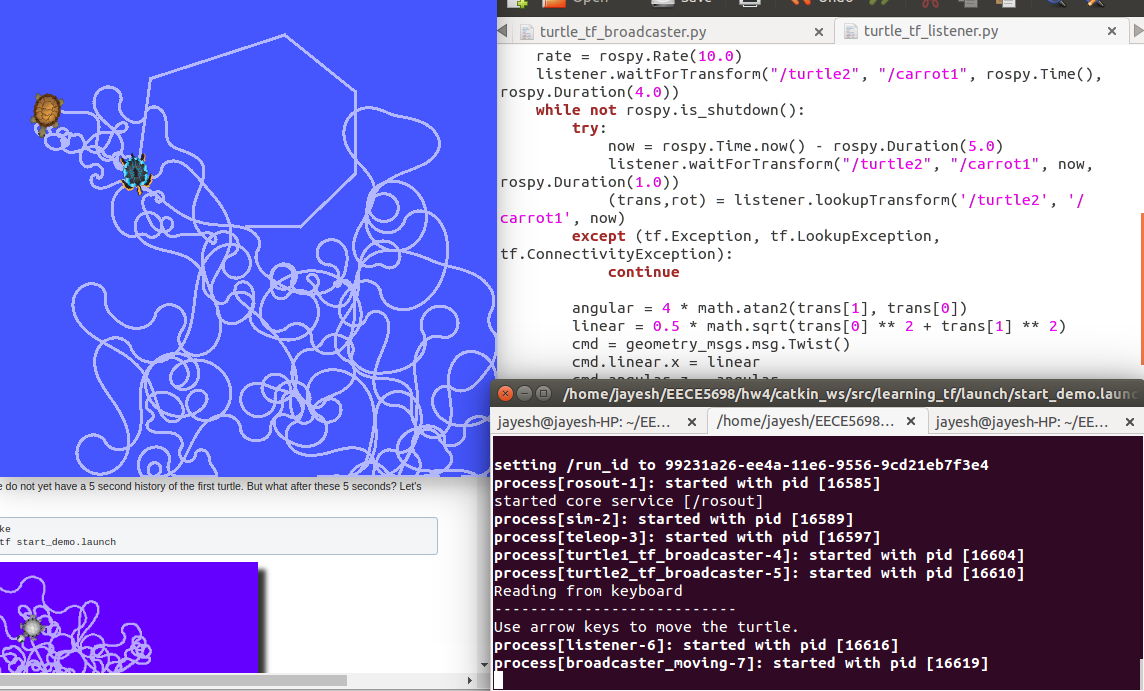 Open Save Undo
turtle_tf_broadcaster.py × turtle_tf_listener.py ×
rate = rospy.Rate(10.0)
listener.waitForTransform("/turtle2", "/carrot1", rospy.Time(),
rospy.Duration(4.0))
while not rospy.is_shutdown():
try:
now = rospy.Time.now() - rospy.Duration(5.0)
listener.waitForTransform("/turtle2", "/carrot1", now,
rospy.Duration(1.0))
(trans,rot) = listener.lookupTransform('/turtle2', '/
carrot1', now)
except (tf.Exception, tf.LookupException,
tf.ConnectivityException):
continue
angular = 4 * math.atan2(trans[1], trans[0])
linear = 0.5 * math.sqrt(trans[0] ** 2 + trans[1] ** 2)
cmd = geometry_msgs.msg.Twist()
cmd.linear.x = linear
/home/jayesh/EECE5698/hw4/catkin_ws/src/learning_tf/launch/start_demo.launc
jayesh@jayesh-HP: ~/EE... × /home/jayesh/EECE5698... × jayesh@jayesh-HP: ~/EE... ×
setting /run_id to 99231a26-ee4a-11e6-9556-9cd21eb7f3e4
process[rosout-1]: started with pid [16585]
started core service [/rosout]
process[sim-2]: started with pid [16589]
process[teleop-3]: started with pid [16597]
process[turtle1_tf_broadcaster-4]: started with pid [16604]
process[turtle2_tf_broadcaster-5]: started with pid [16610]
Reading from keyboard
---------------------------
Use arrow keys to move the turtle.
process[listener-6]: started with pid [16616]
process[broadcaster_moving-7]: started with pid [16619]
e do not yet have a 5 second history of the first turtle. But what after these 5 seconds? Let's
ke
tf start_demo.launch